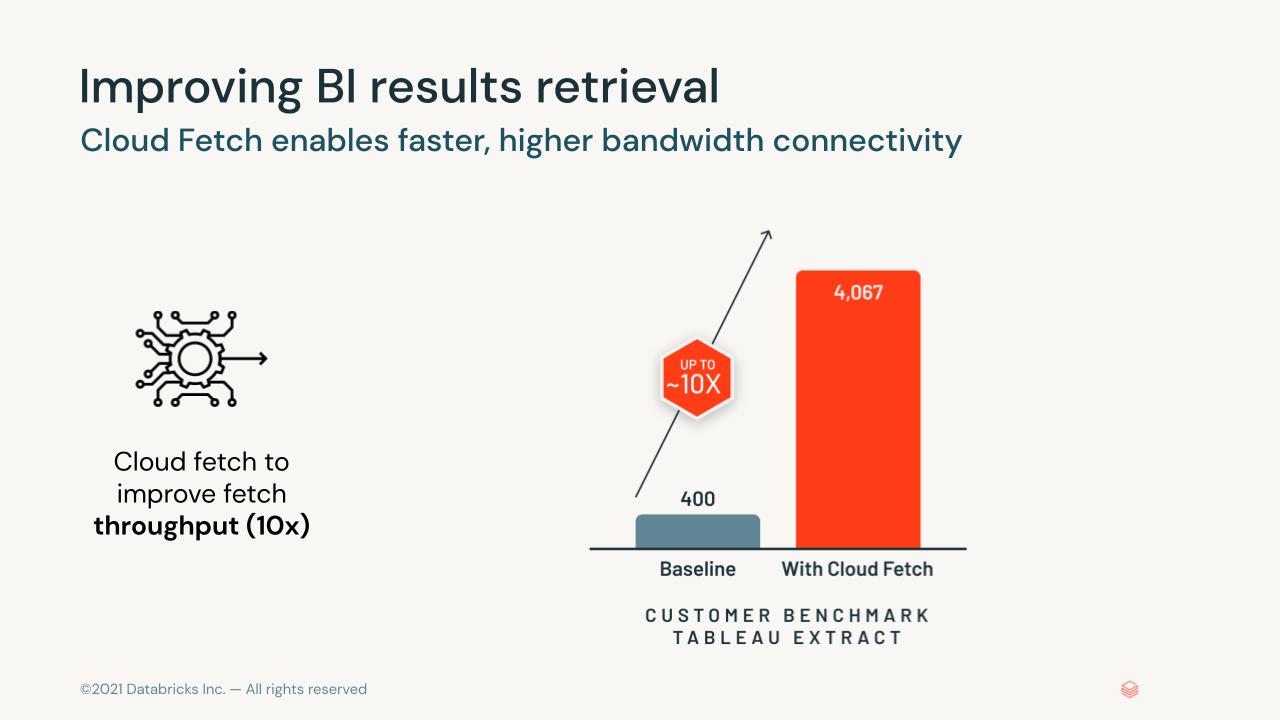 Improving BI results retrieval
Cloud Fetch enables faster, higher bandwidth connectivity
Cloud fetch to
improve fetch
throughput (10x)
4,067
UP TO
~10X
400
Baseline
With Cloud Fetch
CUSTOMER BENCHMARK
TABLEAU EXTRACT
©2021 Databricks Inc. — All rights reserved